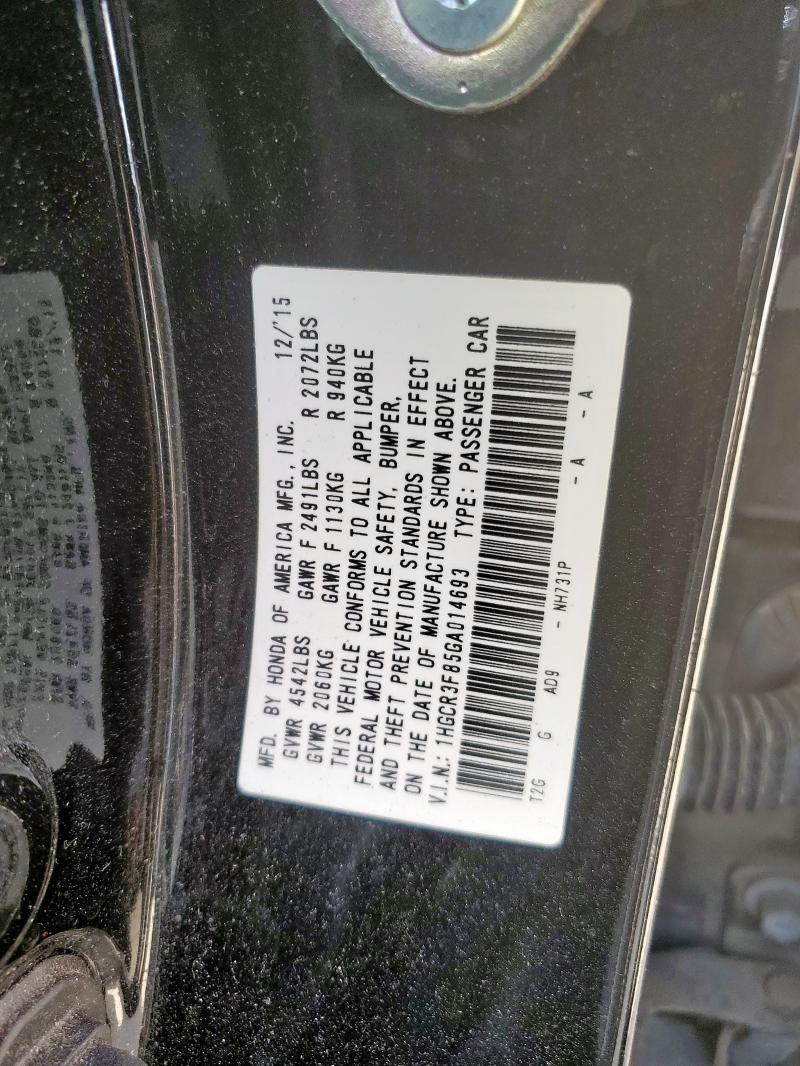 MFD. BY HONDA OF AMERICA MFG., INC. 12/'15
GVWR 4542LBS GAWR F 2491LBS R 2072LBS
GVWR 2060KG GAWR F 1130KG R 940KG
THIS VEHICLE CONFORMS TO ALL APPLICABLE
FEDERAL MOTOR VEHICLE SAFETY, BUMPER,
AND THEFT PREVENTION STANDARDS IN EFFECT
ON THE DATE OF MANUFACTURE SHOWN ABOVE.
V.I.N.: 1HGCR3F85GA014693 TYPE: PASSENGER CAR
T2G G AD9 - NH731P - A - A